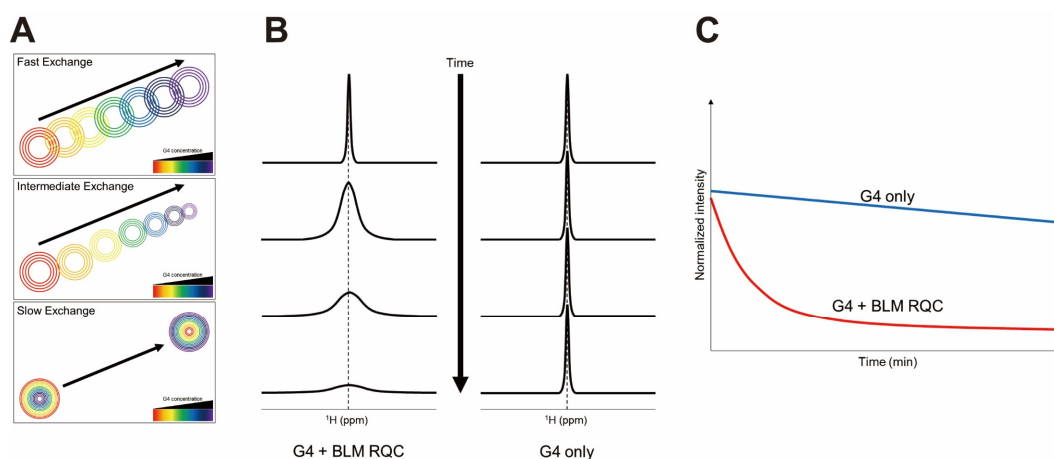 A
Fast Exchange
G4 concentration
Intermediate Exchange
G4 concentration
Slow Exchange
G4 concentration
B
Time
¹H (ppm)
¹H (ppm)
G4 + BLM RQC
G4 only
C
Normalized intensity
G4 only
G4 + BLM RQC
Time (min)